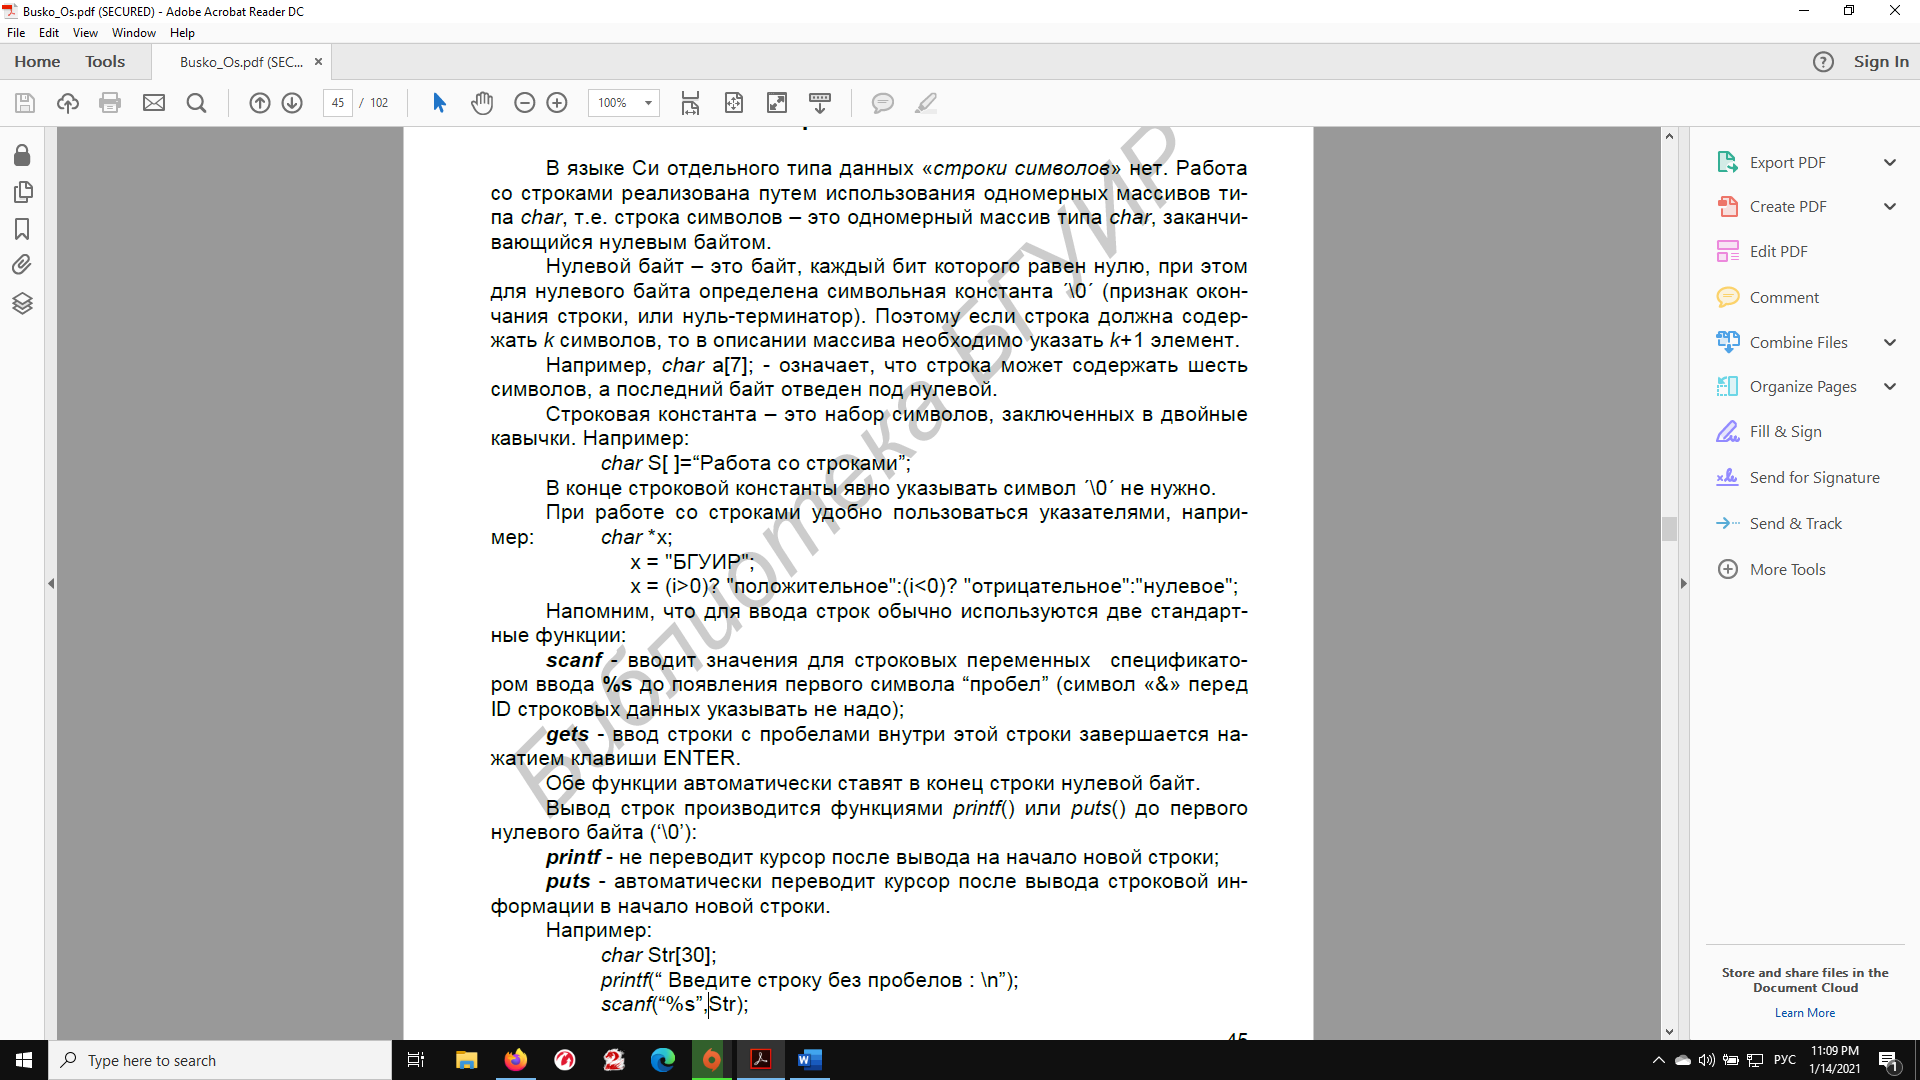 Busko_Os.pdf (SECURED) - Adobe Acrobat Reader DC
File Edit View Window Help
Home Tools Busko_Os.pdf (SEC... × Sign In
45 / 102 100%
В языке Си отдельного типа данных «строки символов» нет. Работа
со строками реализована путем использования одномерных массивов ти-
па char, т.е. строка символов – это одномерный массив типа char, заканчи-
вающийся нулевым байтом.
Нулевой байт – это байт, каждый бит которого равен нулю, при этом
для нулевого байта определена символьная константа ´\0´ (признак окон-
чания строки, или нуль-терминатор). Поэтому если строка должна содер-
жать k символов, то в описании массива необходимо указать k+1 элемент.
Например, char a[7]; - означает, что строка может содержать шесть
символов, а последний байт отведен под нулевой.
Строковая константа – это набор символов, заключенных в двойные
кавычки. Например:
char S[ ]=“Работа со строками”;
В конце строковой константы явно указывать символ ´\0´ не нужно.
При работе со строками удобно пользоваться указателями, напри-
мер: char *x;
x = "БГУИР";
x = (i>0)? "положительное":(i<0)? "отрицательное":"нулевое";
Напомним, что для ввода строк обычно используются две стандарт-
ные функции:
scanf - вводит значения для строковых переменных спецификато-
ром ввода %s до появления первого символа “пробел” (символ «&» перед
ID строковых данных указывать не надо);
gets - ввод строки с пробелами внутри этой строки завершается на-
жатием клавиши ENTER.
Обе функции автоматически ставят в конец строки нулевой байт.
Вывод строк производится функциями printf() или puts() до первого
нулевого байта (‘\0’):
printf - не переводит курсор после вывода на начало новой строки;
puts - автоматически переводит курсор после вывода строковой ин-
формации в начало новой строки.
Например:
char Str[30];
printf(“ Введите строку без пробелов : \n”);
scanf(“%s”,Str);
45
Библиотека БГУИР
Export PDF
Create PDF
Edit PDF
Comment
Combine Files
Organize Pages
Fill & Sign
Send for Signature
Send & Track
More Tools
Store and share files in the
Document Cloud
Learn More
Type here to search
РУС
11:09 PM
1/14/2021
1